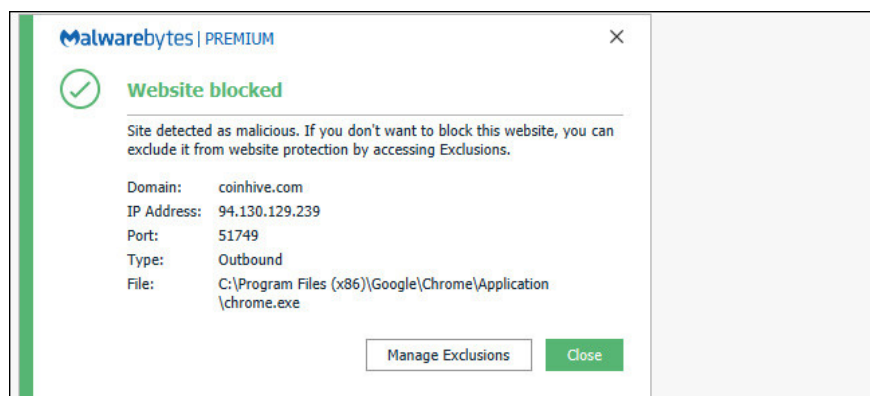 Malwarebytes | PREMIUM
Website blocked
Site detected as malicious. If you don't want to block this website, you can
exclude it from website protection by accessing Exclusions.
Domain: coinhive.com
IP Address: 94.130.129.239
Port: 51749
Type: Outbound
File: C:\Program Files (x86)\Google\Chrome\Application
\chrome.exe
Manage Exclusions Close